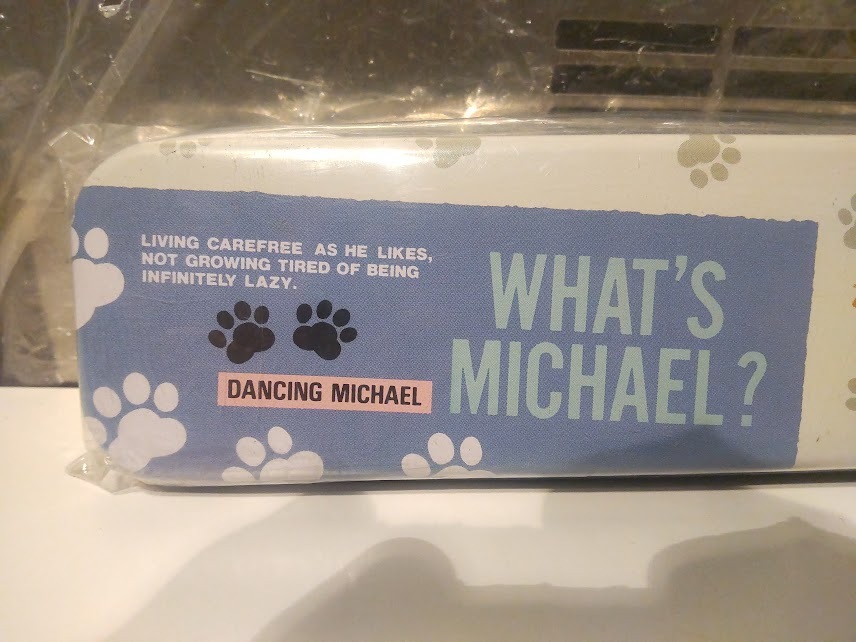 LIVING CAREFREE AS HE LIKES,
NOT GROWING TIRED OF BEING
INFINITELY LAZY.
DANCING MICHAEL
WHAT'S
MICHAEL?